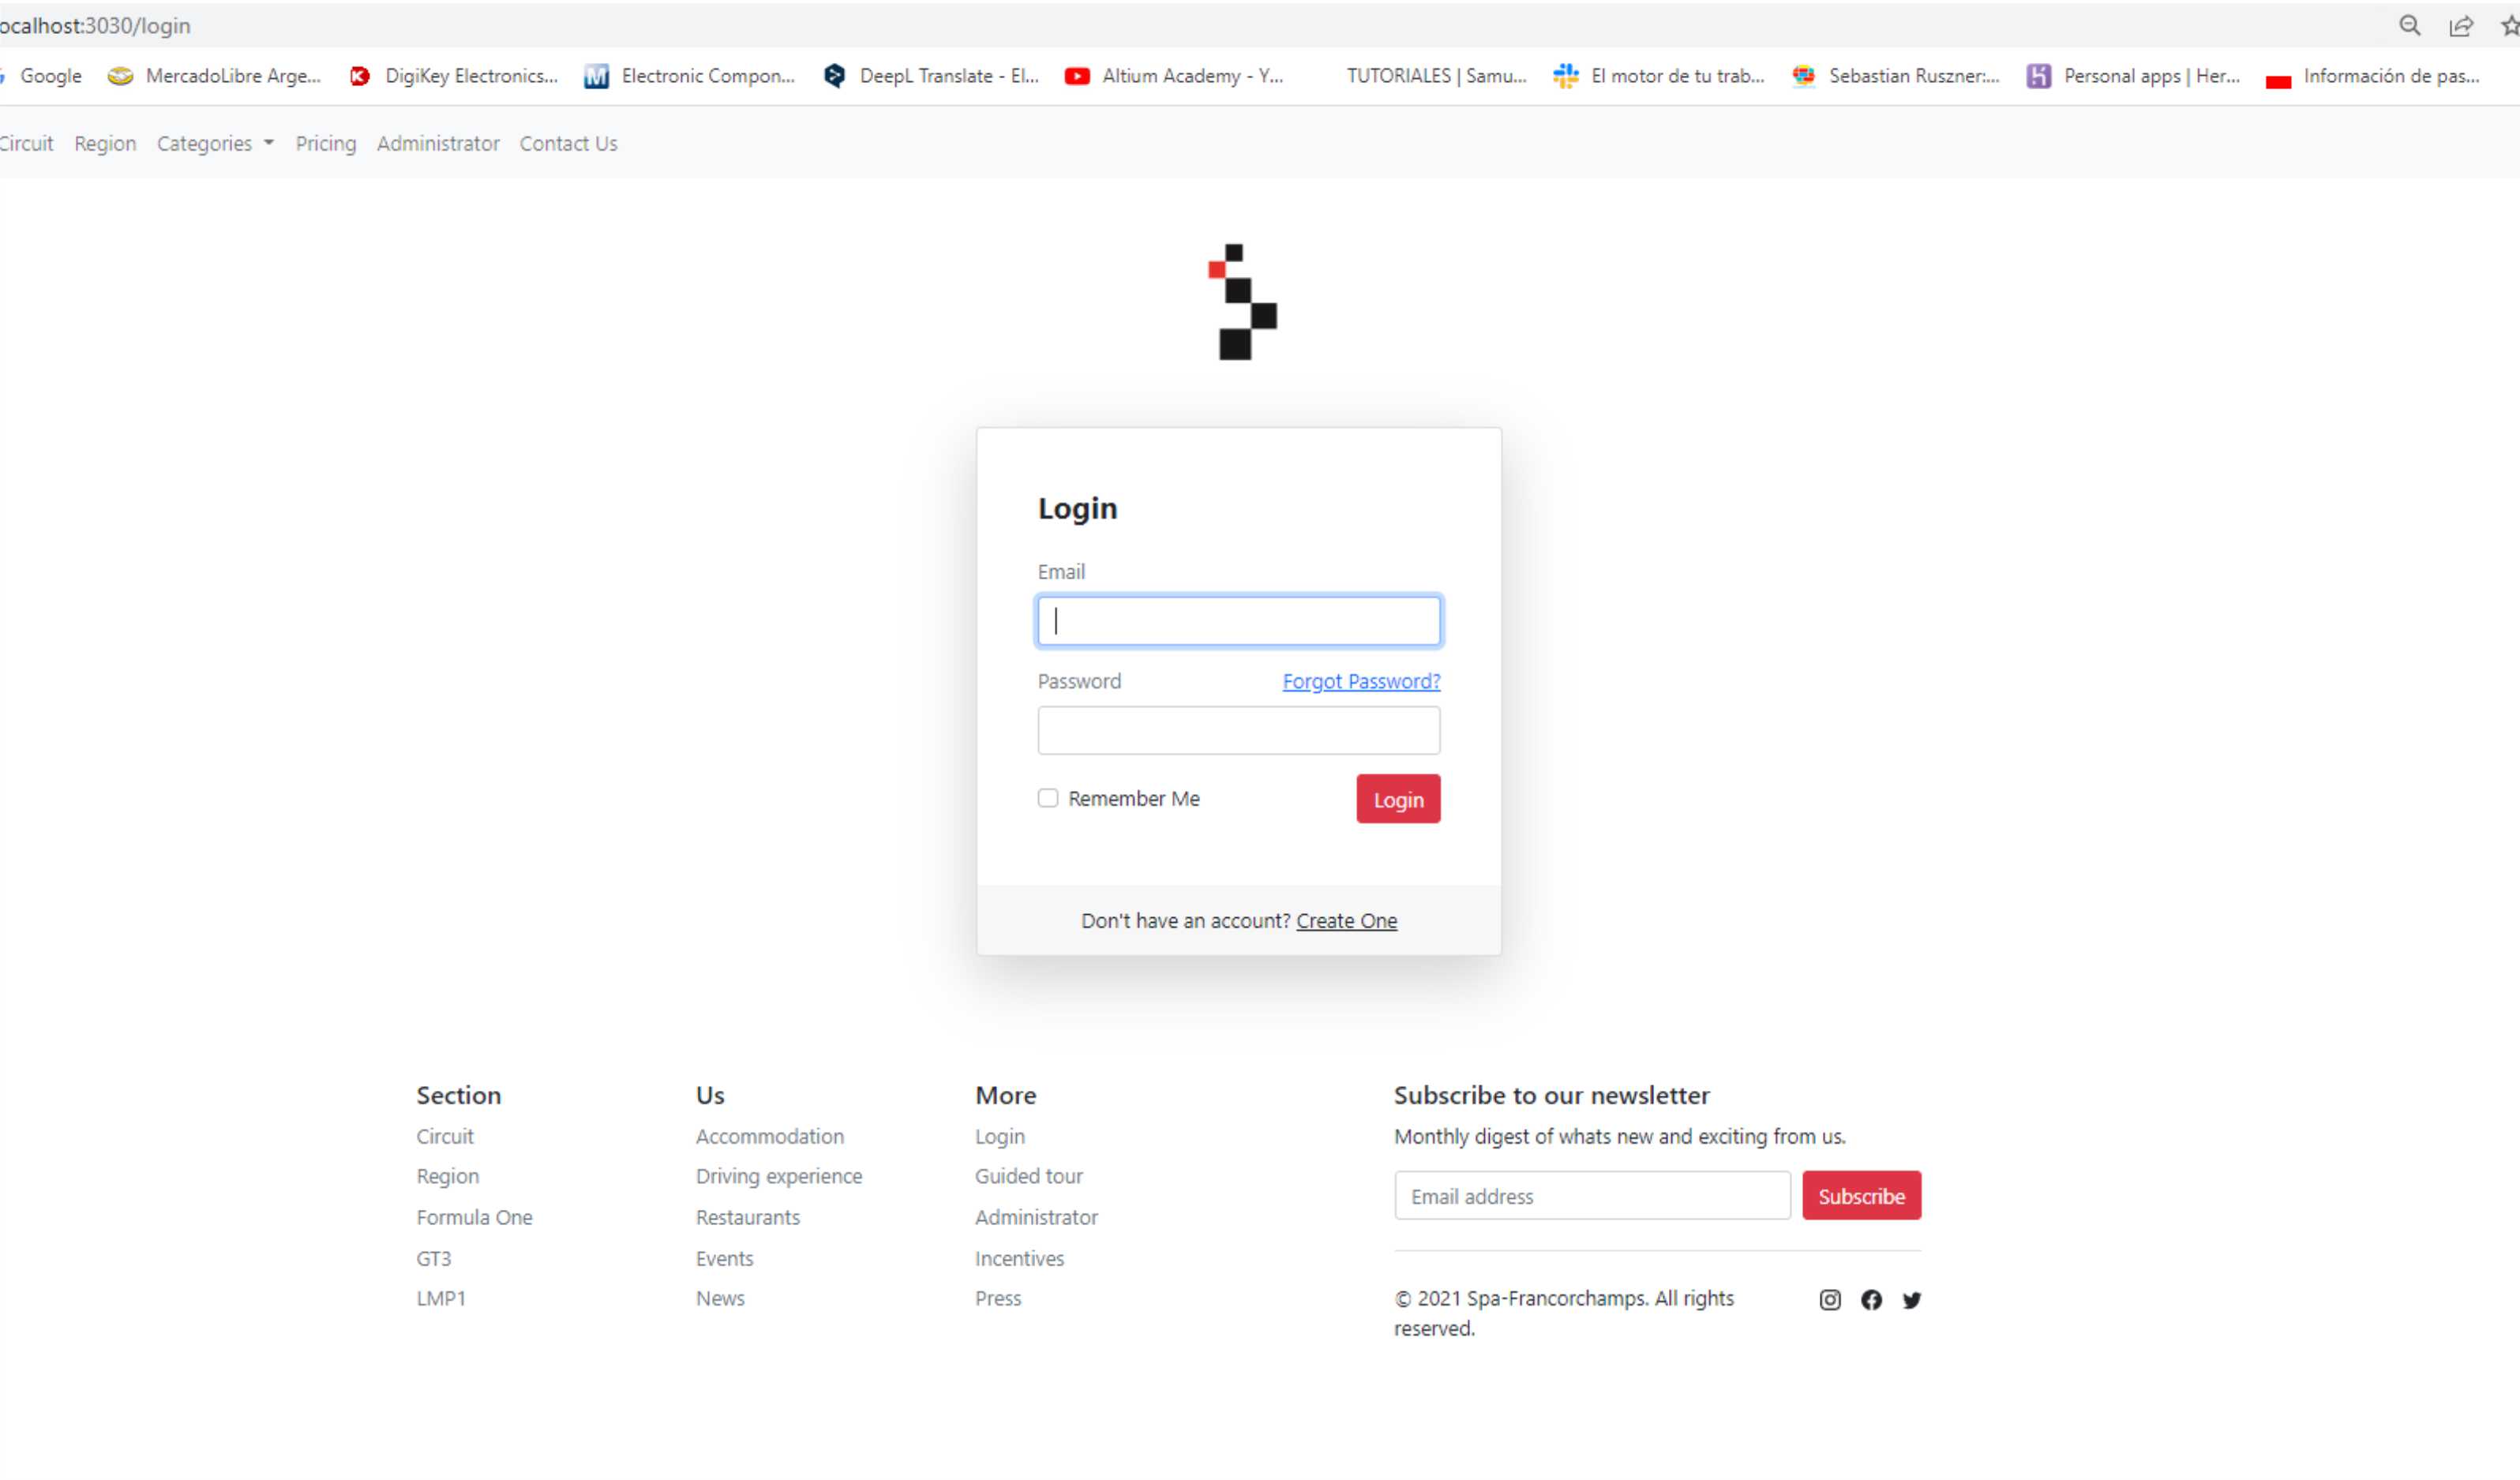 ocalhost:3030/login
Google MercadoLibre Arge... DigiKey Electronics... M Electronic Compon... DeepL Translate - El... Altium Academy - Y... TUTORIALES | Samu... El motor de tu trab... Sebastian Ruszner:... Personal apps | Her... Información de pas...
Circuit Region Categories Pricing Administrator Contact Us
Login
Email
Password Forgot Password?
Remember Me Login
Don't have an account? Create One
Section Us More Subscribe to our newsletter
Circuit Accommodation Login Monthly digest of whats new and exciting from us.
Region Driving experience Guided tour Email address Subscribe
Formula One Restaurants Administrator
GT3 Events Incentives
LMP1 News Press © 2021 Spa-Francorchamps. All rights
reserved.